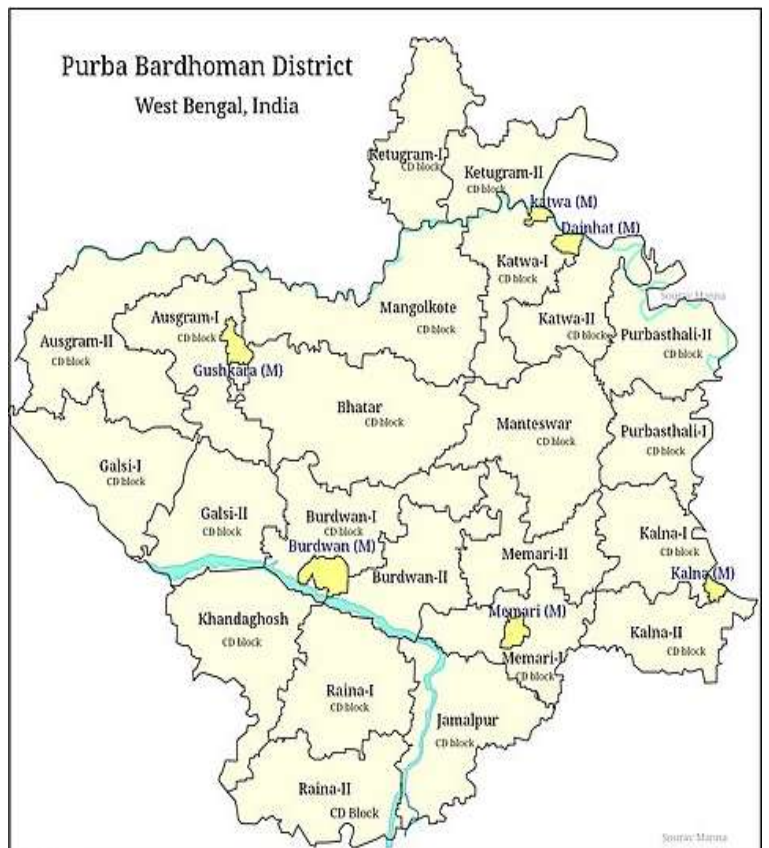 Purba Bardhoman District
West Bengal, India
Ketugram-I
CD block
Ketugram-II
CD block
katwa (M)
Dainhat (M)
Katwa-I
CD block
Sourav Manna
Mangolkote
CD block
Katwa-II
CD block
Purbasthali-II
CD block
Ausgram-I
CD block
Ausgram-II
CD block
Gushkara (M)
Bhatar
CD block
Manteswar
CD block
Purbasthali-I
CD block
Galsi-I
CD block
Galsi-II
CD block
Burdwan-I
CD block
Burdwan (M)
Burdwan-II
Memari-II
CD block
Kalna-I
CD block
Kalna (M)
Khandaghosh
CD block
Memari (M)
Memari-I
CD block
Kalna-II
CD block
Raina-I
CD block
Jamalpur
CD block
Raina-II
CD Block
Sourav Manna